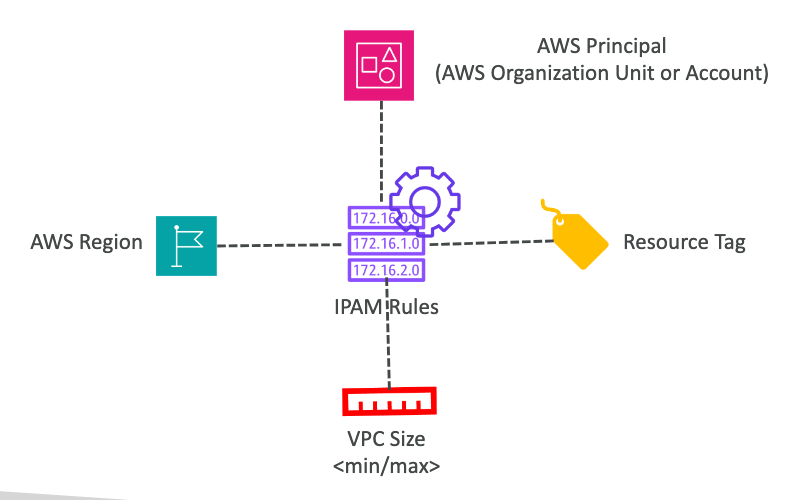 AWS Principal
(AWS Organization Unit or Account)
172.16.0.0
AWS Region
172.16.1.0
Resource Tag
172.16.2.0
IPAM Rules
VPC Size
<min/max>